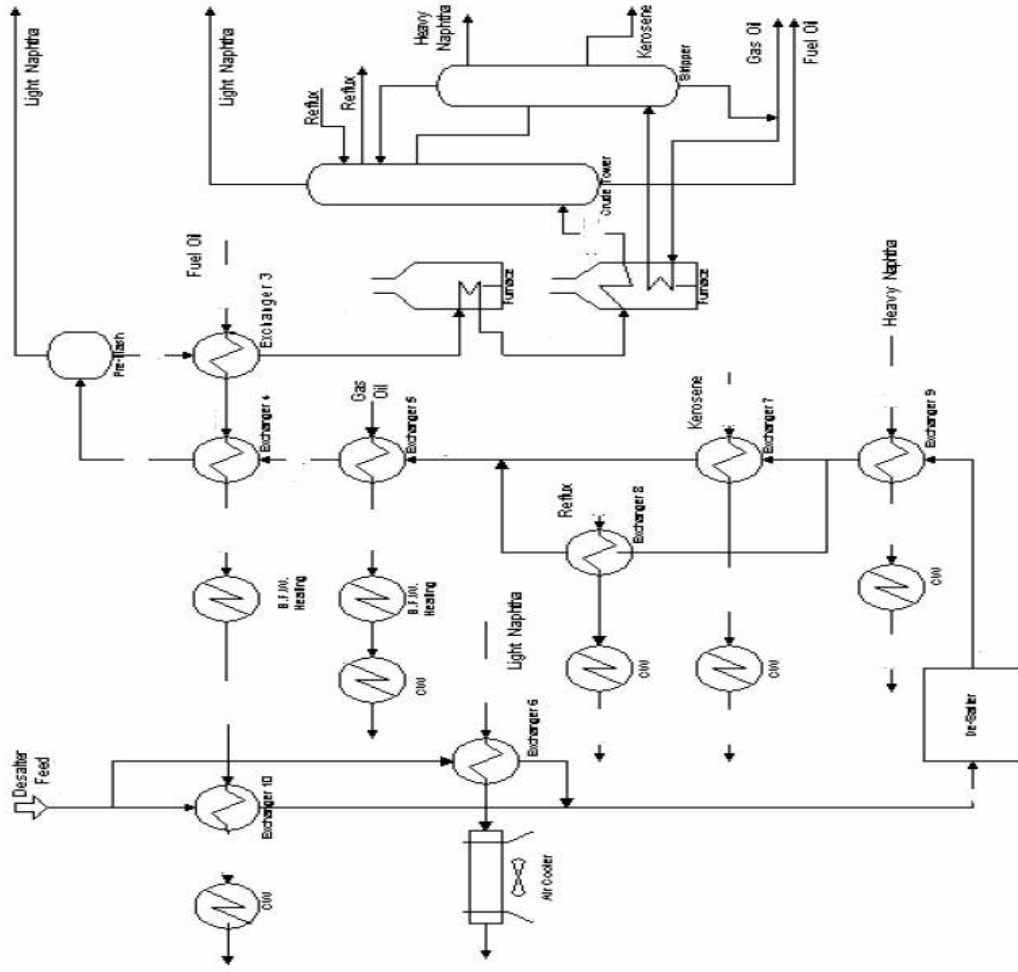 Light Naphtha
Light Naphtha
Heavy
Naphtha
Kerosene
Gas Oil
Fuel Oil
Reflux
Reflux
Stripper
Crude Tower
Fuel Oil
Exchanger 3
Pre-flash
Furnace
Furnace
Exchanger 4
Gas
Oil
Exchanger 5
Kerosene
Exchanger 7
Heavy Naphtha
Exchanger 9
Reflux
Exchanger 8
B.F.W.
Heating
B.F.W.
Heating
CW
CW
CW
CW
Light Naphtha
Exchanger 6
De-Salter
Desalter
Feed
Exchanger 10
CW
Air Cooler